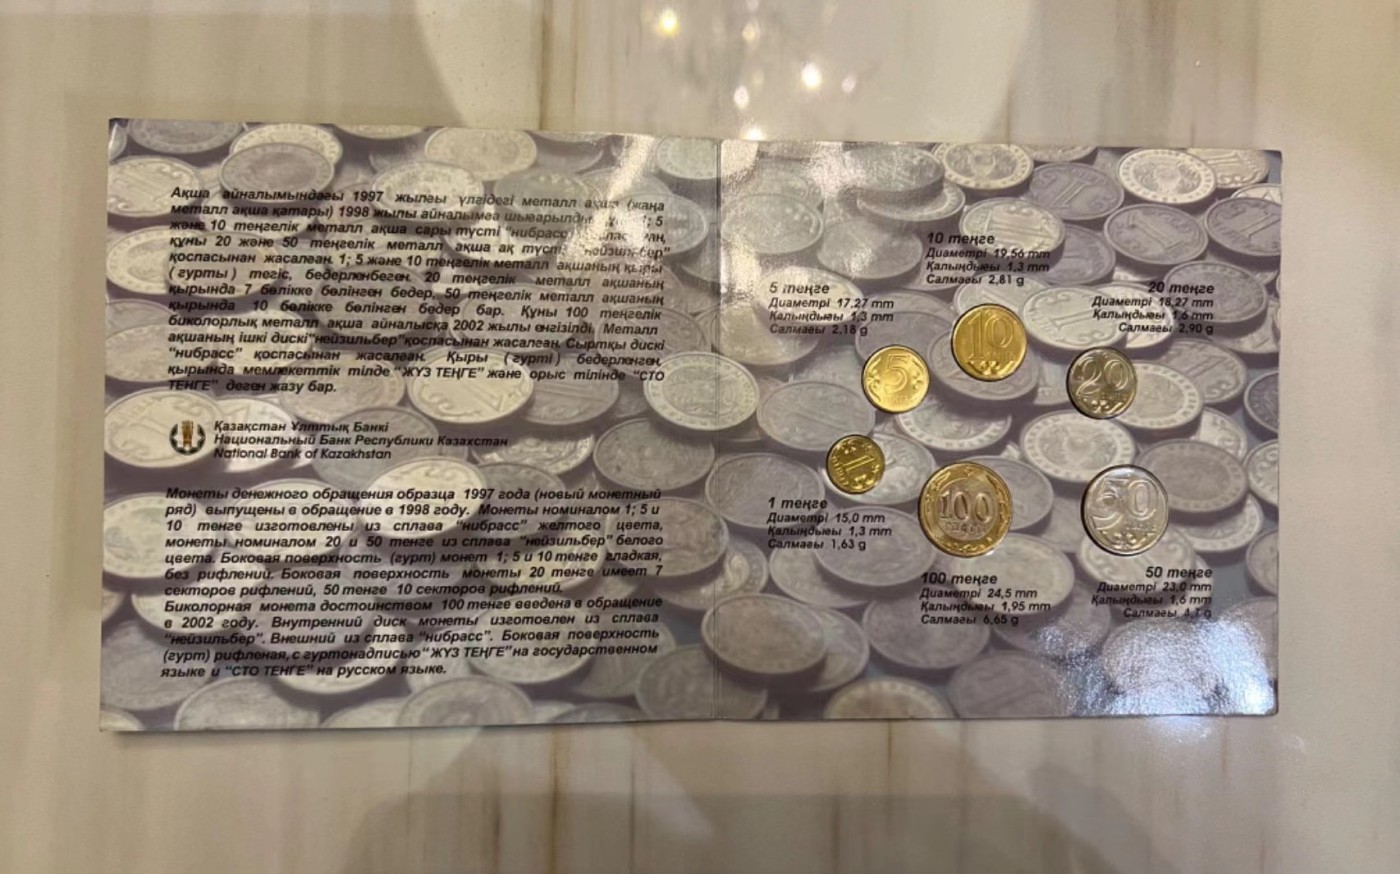 Ақша айналымындағы 1997 жылғы үлгідегі металл ақша (жаңа
металл ақша қатары) 1998 жылы айналымға шығарылды. 1; 5
және 10 теңгелік металл ақша сары түсті "нибрасс"
құны 20 және 50 теңгелік металл ақша ақ түсті "нейзильбер"
қоспасынан жасалған. 1; 5 және 10 теңгелік металл ақшаның қыры
(гурты) тегіс, бедерленбеген. 20 теңгелік металл ақшаның
қырында 7 бөлікке бөлінген бедер, 50 теңгелік металл ақшаның
қырында 10 бөлікке бөлінген бедер бар. Құны 100 теңгелік
биколорлық металл ақша айналысқа 2002 жылы енгізілді. Металл
ақшаның ішкі дискі "нейзильбер" қоспасынан жасалған. Сыртқы дискі
"нибрасс" қоспасынан жасалған. Қыры (гурті) бедерленген,
қырында мемлекеттік тілінде "ЖҮЗ ТЕҢГЕ" және орыс тілінде "СТО
ТЕНГЕ" деген жазу бар.
Қазақстан Ұлттық Банкі
Национальный Банк Республики Казахстан
National Bank of Kazakhstan
Монеты денежного обращения образца 1997 года (новый монетный
ряд) выпущены в обращение в 1998 году. Монеты номиналом 1; 5 и
10 тенге изготовлены из сплава "нибрасс" желтого цвета,
монеты номиналом 20 и 50 тенге из сплава "нейзильбер" белого
цвета. Боковая поверхность (гурт) монет 1; 5 и 10 тенге гладкая,
без рифлений. Боковая поверхность монеты 20 тенге имеет 7
секторов рифлений, 50 тенге 10 секторов рифлений.
Биколорная монета достоинством 100 тенге введена в обращение
в 2002 году. Внутренний диск монеты изготовлен из сплава
"нейзильбер". Внешний из сплава "нибрасс". Боковая поверхность
(гурт) рифленая, с гуртонадписью "ЖҮЗ ТЕҢГЕ" на государственном
языке и "СТО ТЕНГЕ" на русском языке.
10 теңге
Диаметрі 19,56 mm
Қалыңдығы 1,3 mm
Салмағы 2,81 g
5 теңге
Диаметрі 17,27 mm
Қалыңдығы 1,3 mm
Салмағы 2,18 g
20 теңге
Диаметрі 18,27 mm
Қалыңдығы 1,6 mm
Салмағы 2,90 g
10
5
20
1
100
50
1 теңге
Диаметрі 15,0 mm
Қалыңдығы 1,3 mm
Салмағы 1,63 g
100 теңге
Диаметрі 24,5 mm
Қалыңдығы 1,95 mm
Салмағы 6,65 g
50 теңге
Диаметрі 23,0 mm
Қалыңдығы 1,6 mm
Салмағы 4,7 g